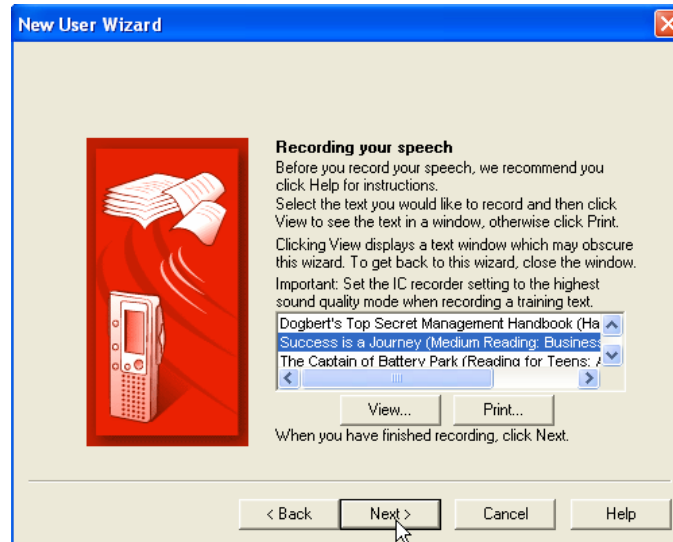 New User Wizard
Recording your speech
Before you record your speech, we recommend you
click Help for instructions.
Select the text you would like to record and then click
View to see the text in a window, otherwise click Print.
Clicking View displays a text window which may obscure
this wizard. To get back to this wizard, close the window.
Important: Set the IC recorder setting to the highest
sound quality mode when recording a training text.
Dogbert's Top Secret Management Handbook (Ha
Success is a Journey (Medium Reading: Business
The Captain of Battery Park (Reading for Teens: A
View... Print...
When you have finished recording, click Next.
< Back Next > Cancel Help